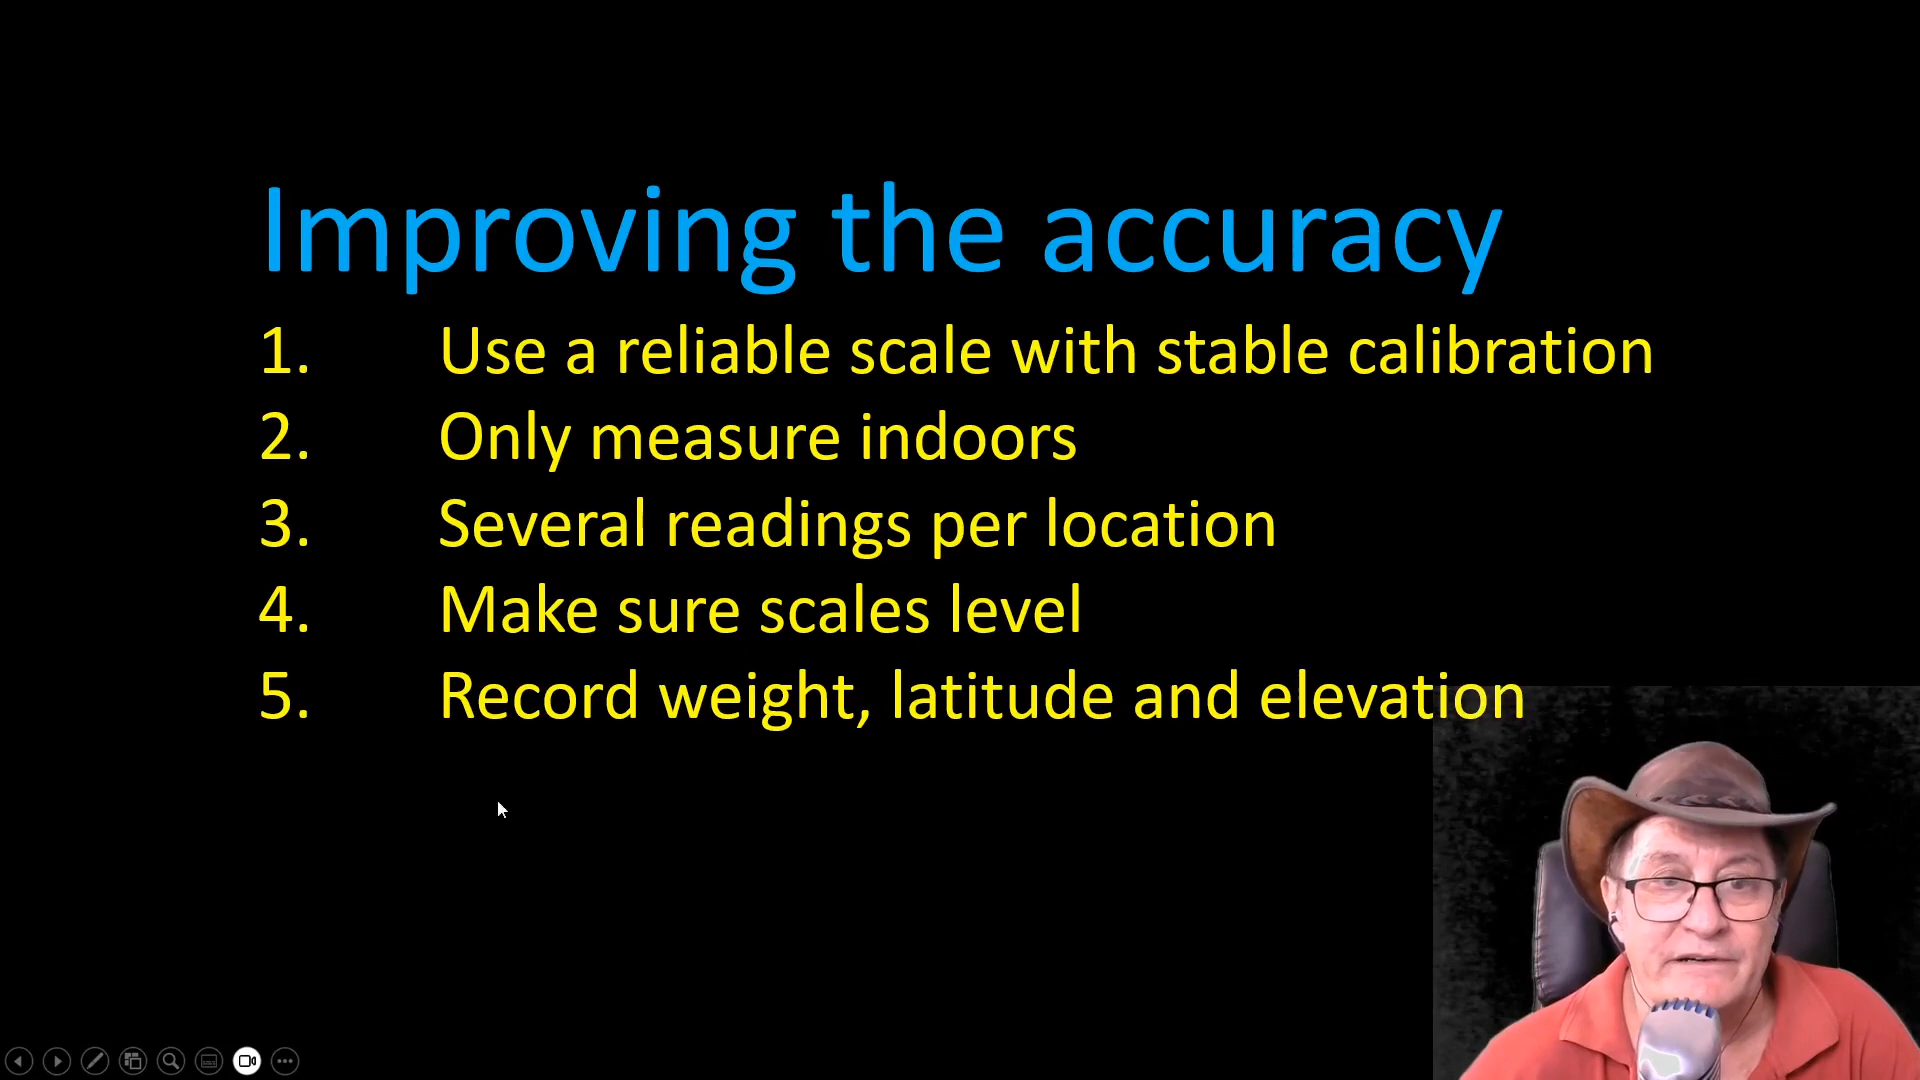 Improving the accuracy
1. Use a reliable scale with stable calibration
2. Only measure indoors
3. Several readings per location
4. Make sure scales level
5. Record weight, latitude and elevation